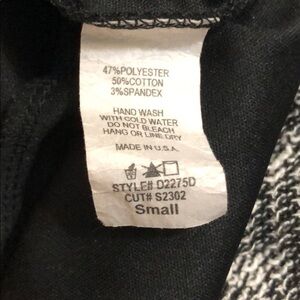 47%POLYESTER
50%COTTON
3%SPANDEX
HAND WASH
WITH COLD WATER
DO NOT BLEACH
HANG OR LINE DRY
MADE IN U.S.A.
STYLE# D2275D
CUT# S2302
Small